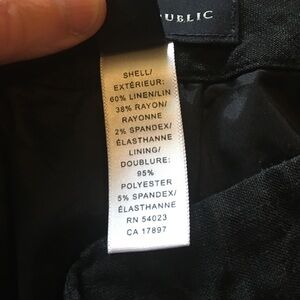 UBLIC
SHELL/
EXTÉRIEUR:
60% LINEN/LIN
38% RAYON/
RAYONNE
2% SPANDEX/
ÉLASTHANNE
LINING/
DOUBLURE:
95%
POLYESTER
5% SPANDEX/
ÉLASTHANNE
RN 54023
CA 17897